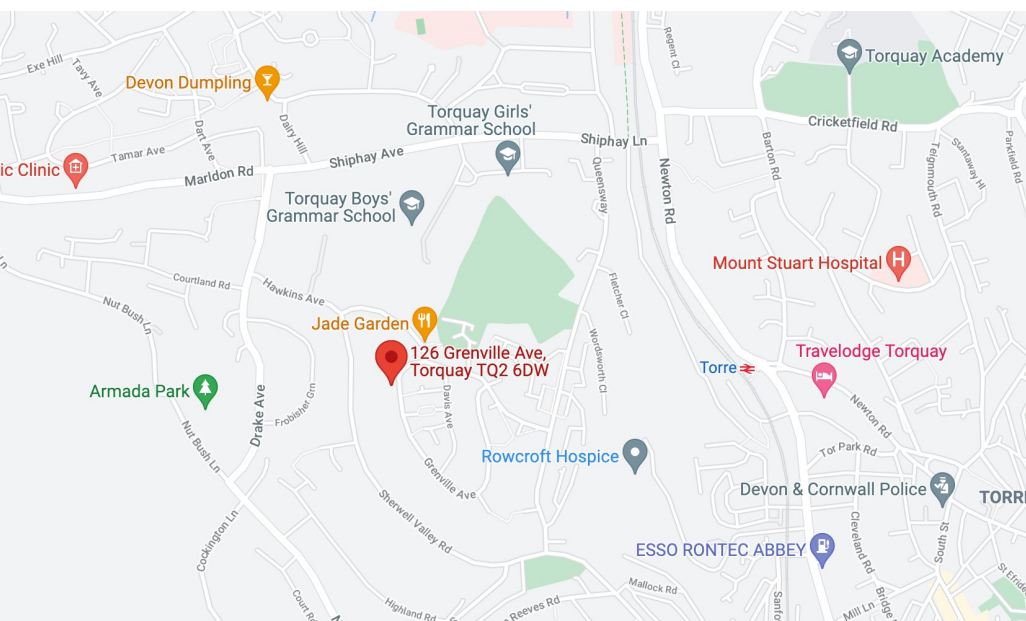 Regent Ct
Torquay Academy
Exe Hill
Tavy Ave
Devon Dumpling
Torquay Girls'
Grammar School
Cricketfield Rd
Dart Ave
Dairy Hill
Shiphay Ln
Barton Rd
Teignmouth Rd
Stantaway Hl
Parkfield Rd
Tamar Ave
Shiphay Ave
ic Clinic
Marldon Rd
Queensway
Newton Rd
Torquay Boys'
Grammar School
Mount Stuart Hospital
H
Courtland Rd
Hawkins Ave
Nut Bush Ln
Fletcher Cl
Jade Garden
Wordsworth Cl
126 Grenville Ave,
Torquay TQ2 6DW
Travelodge Torquay
Torre
Armada Park
Drake Ave
Frobisher Grn
Davis Ave
Newton Rd
Nut Bush Ln
Tor Park Rd
Rowcroft Hospice
Grenville Ave
Devon & Cornwall Police
TORRE
Sherwell Valley Rd
Cockington Ln
Cleveland Rd
South St
ESSO RONTEC ABBEY
Mallock Rd
Court Rd
Highland Rd
Reeves Rd
Sanfo
Bridge
Mill Ln
St Efride